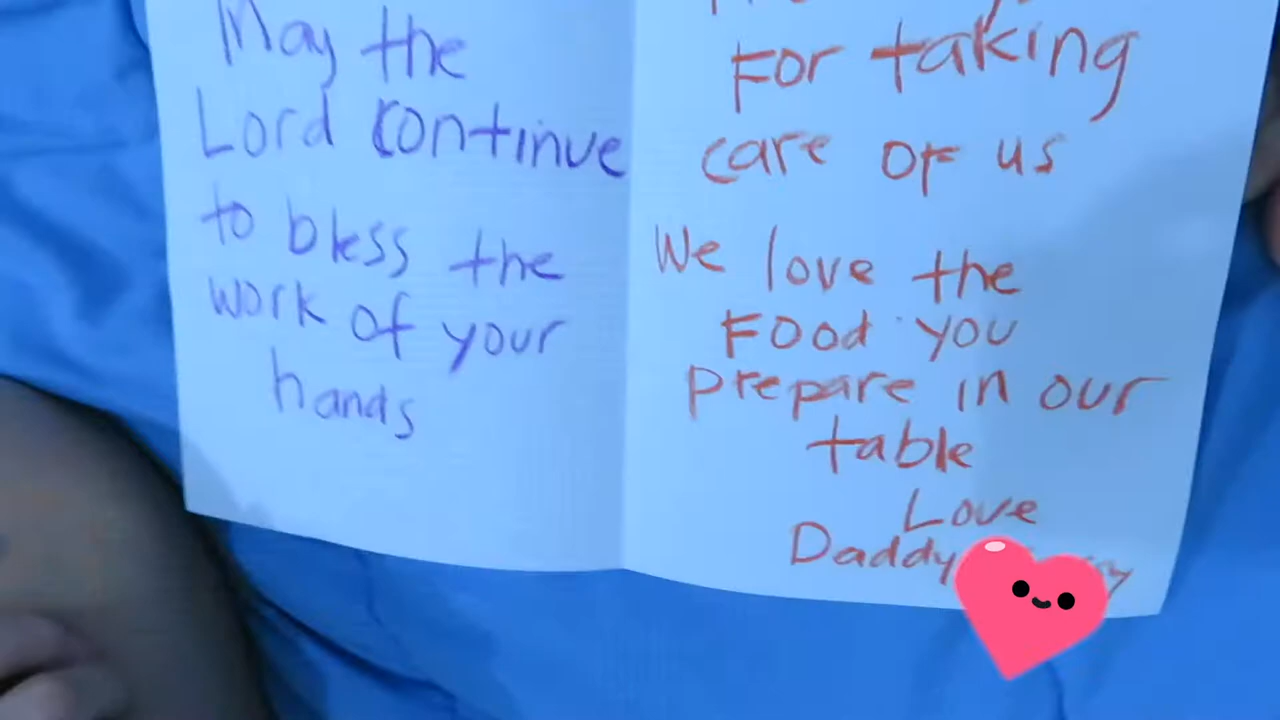 May the
Lord continue
to bless the
work of your
hands
For taking
care of us
We love the
Food you
prepare in our
table
Love
Daddy